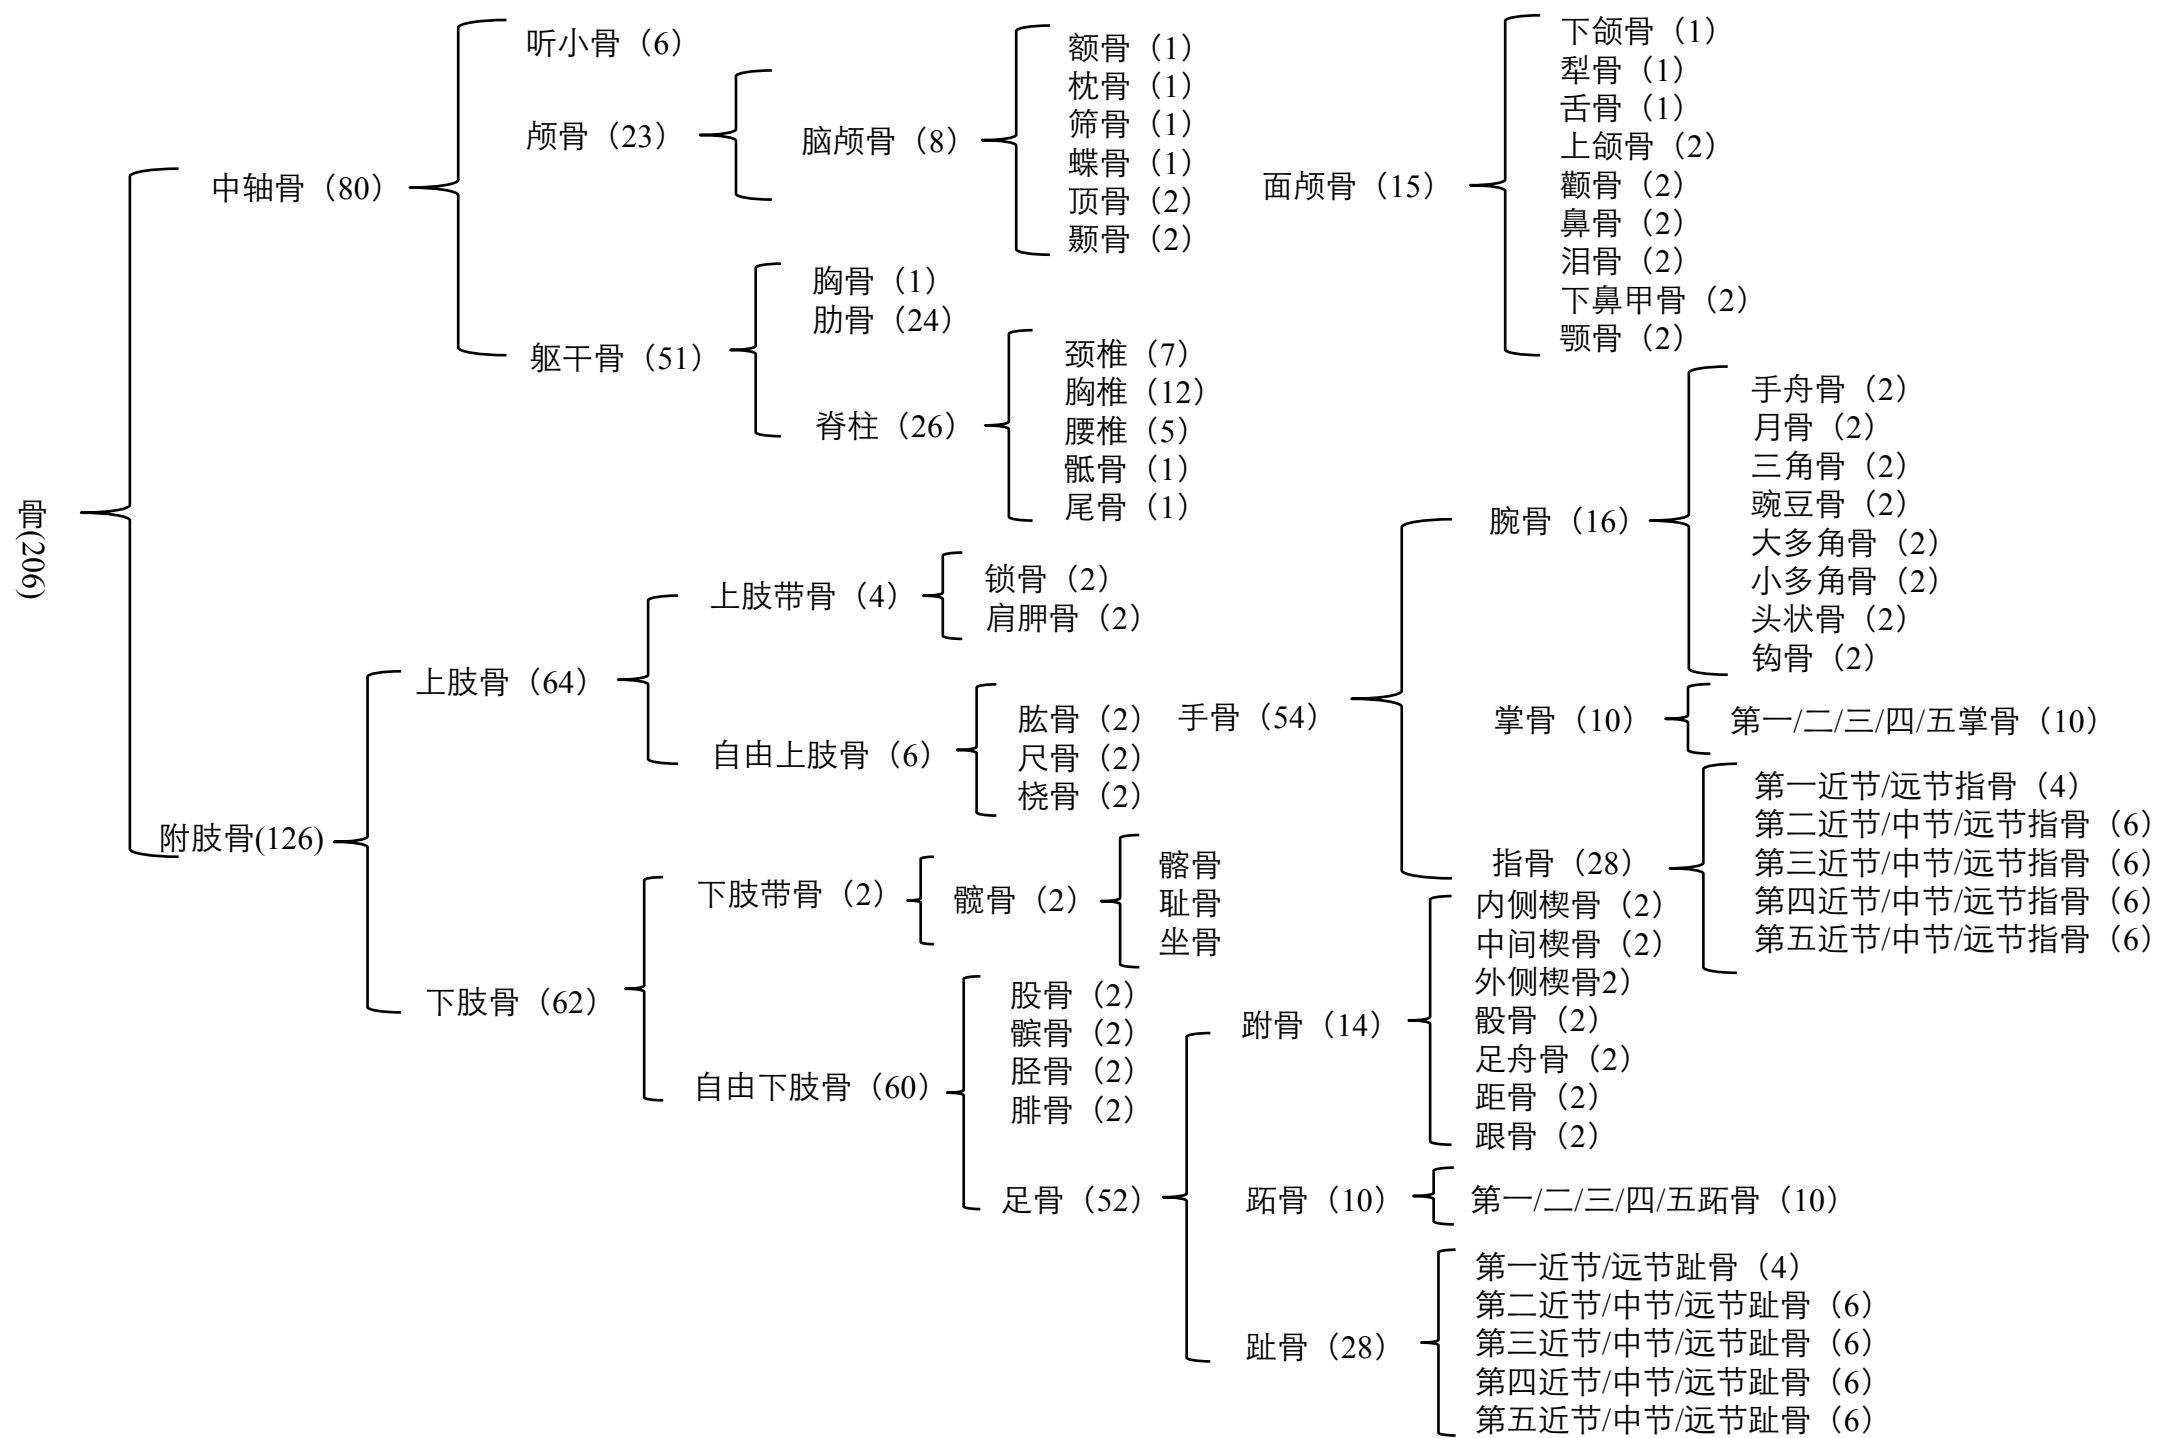 骨(206)
中轴骨（80）
听小骨（6）
颅骨（23）
脑颅骨（8）
额骨（1）
枕骨（1）
筛骨（1）
蝶骨（1）
顶骨（2）
颞骨（2）
面颅骨（15）
下颌骨（1）
犁骨（1）
舌骨（1）
上颌骨（2）
颧骨（2）
鼻骨（2）
泪骨（2）
下鼻甲骨（2）
颚骨（2）
躯干骨（51）
胸骨（1）
肋骨（24）
脊柱（26）
颈椎（7）
胸椎（12）
腰椎（5）
骶骨（1）
尾骨（1）
附肢骨(126)
上肢骨（64）
上肢带骨（4）
锁骨（2）
肩胛骨（2）
自由上肢骨（6）
肱骨（2）
尺骨（2）
桡骨（2）
手骨（54）
腕骨（16）
手舟骨（2）
月骨（2）
三角骨（2）
豌豆骨（2）
大多角骨（2）
小多角骨（2）
头状骨（2）
钩骨（2）
掌骨（10）
第一/二/三/四/五掌骨（10）
指骨（28）
第一近节/远节指骨（4）
第二近节/中节/远节指骨（6）
第三近节/中节/远节指骨（6）
第四近节/中节/远节指骨（6）
第五近节/中节/远节指骨（6）
下肢骨（62）
下肢带骨（2）
髋骨（2）
髂骨
耻骨
坐骨
自由下肢骨（60）
股骨（2）
髌骨（2）
胫骨（2）
腓骨（2）
足骨（52）
跗骨（14）
内侧楔骨（2）
中间楔骨（2）
外侧楔骨2）
骰骨（2）
足舟骨（2）
距骨（2）
跟骨（2）
跖骨（10）
第一/二/三/四/五跖骨（10）
趾骨（28）
第一近节/远节趾骨（4）
第二近节/中节/远节趾骨（6）
第三近节/中节/远节趾骨（6）
第四近节/中节/远节趾骨（6）
第五近节/中节/远节趾骨（6）